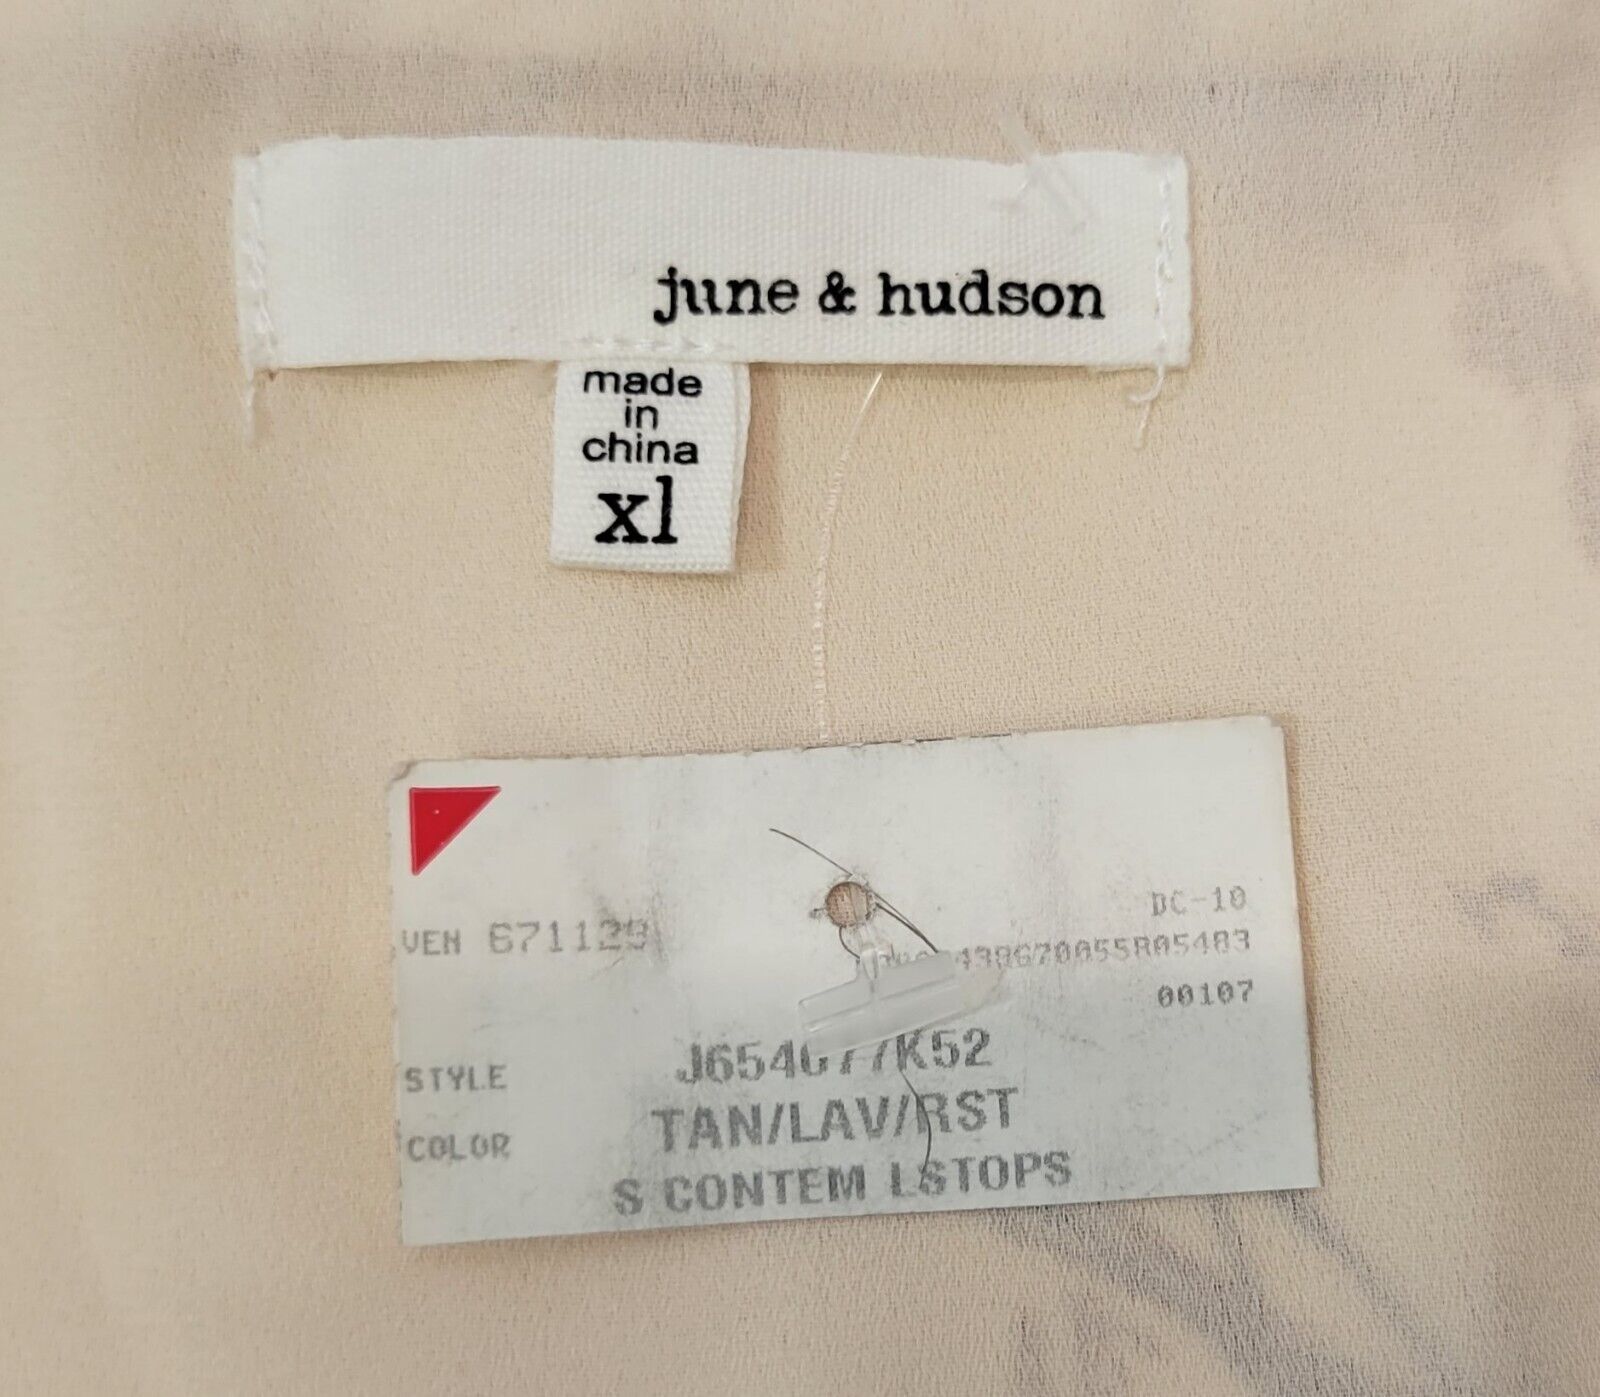 june & hudson
made
in
china
xl
DC-10
VEN 671129
00107
STYLE
COLOR TAN/LAV/RST
S CONTEM LSTOPS